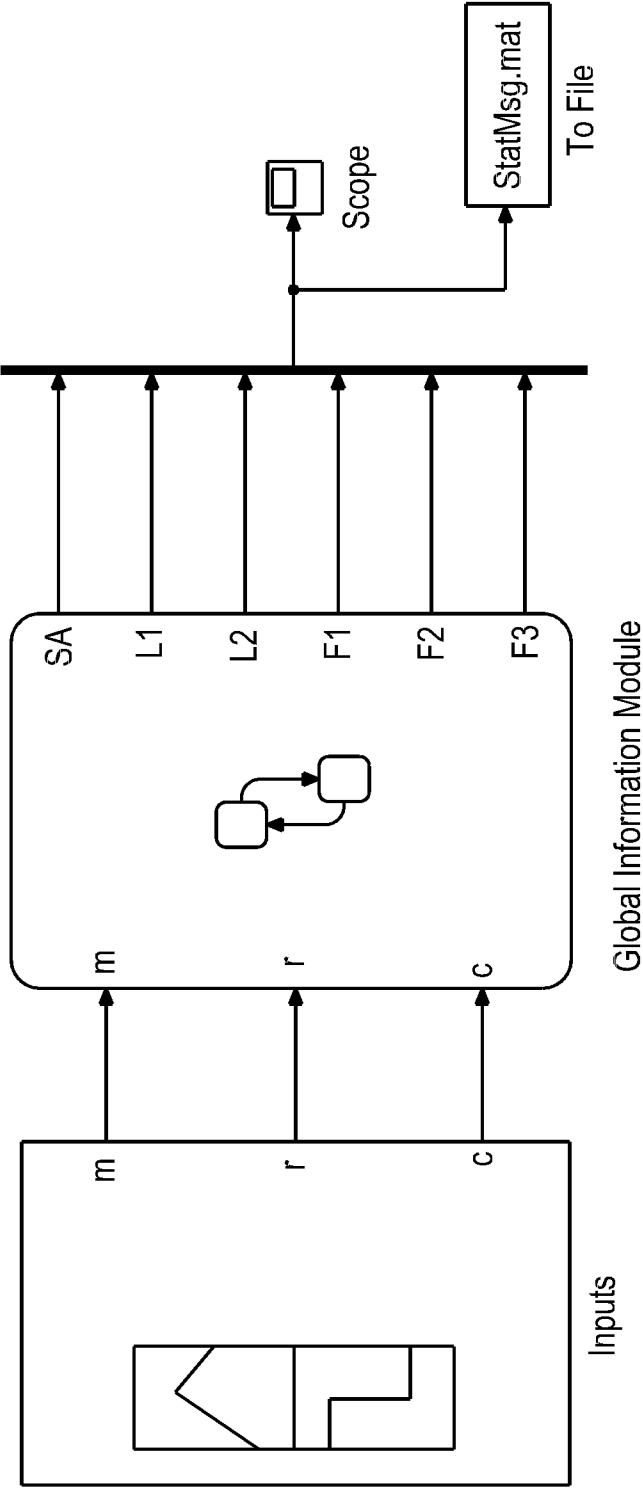 m
r
c
Inputs
m
r
c
SA
L1
L2
F1
F2
F3
Global Information Module
Scope
StatMsg.mat
To File